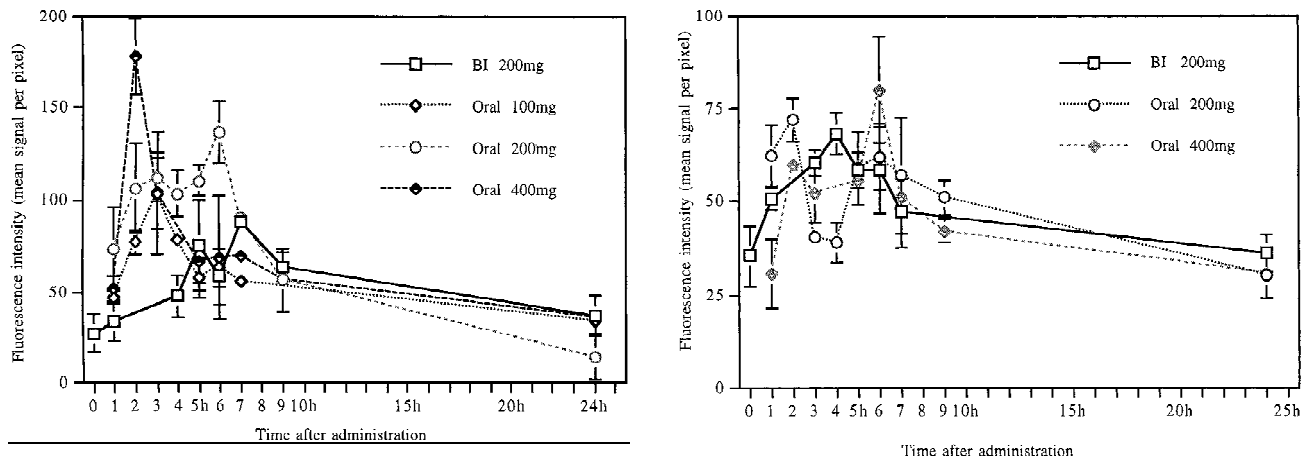 Fluorescence intensity (mean signal per pixel)
200
150
100
50
0
BI 200mg
Oral 100mg
Oral 200mg
Oral 400mg
0 1 2 3 4 5h 6 7 8 9 10h 15h 20h 24h
Time after administration
Fluorescence intensity (mean signal per pixel)
100
75
50
25
0
BI 200mg
Oral 200mg
Oral 400mg
0 1 2 3 4 5h 6 7 8 9 10h 15h 20h 25h
Time after administration